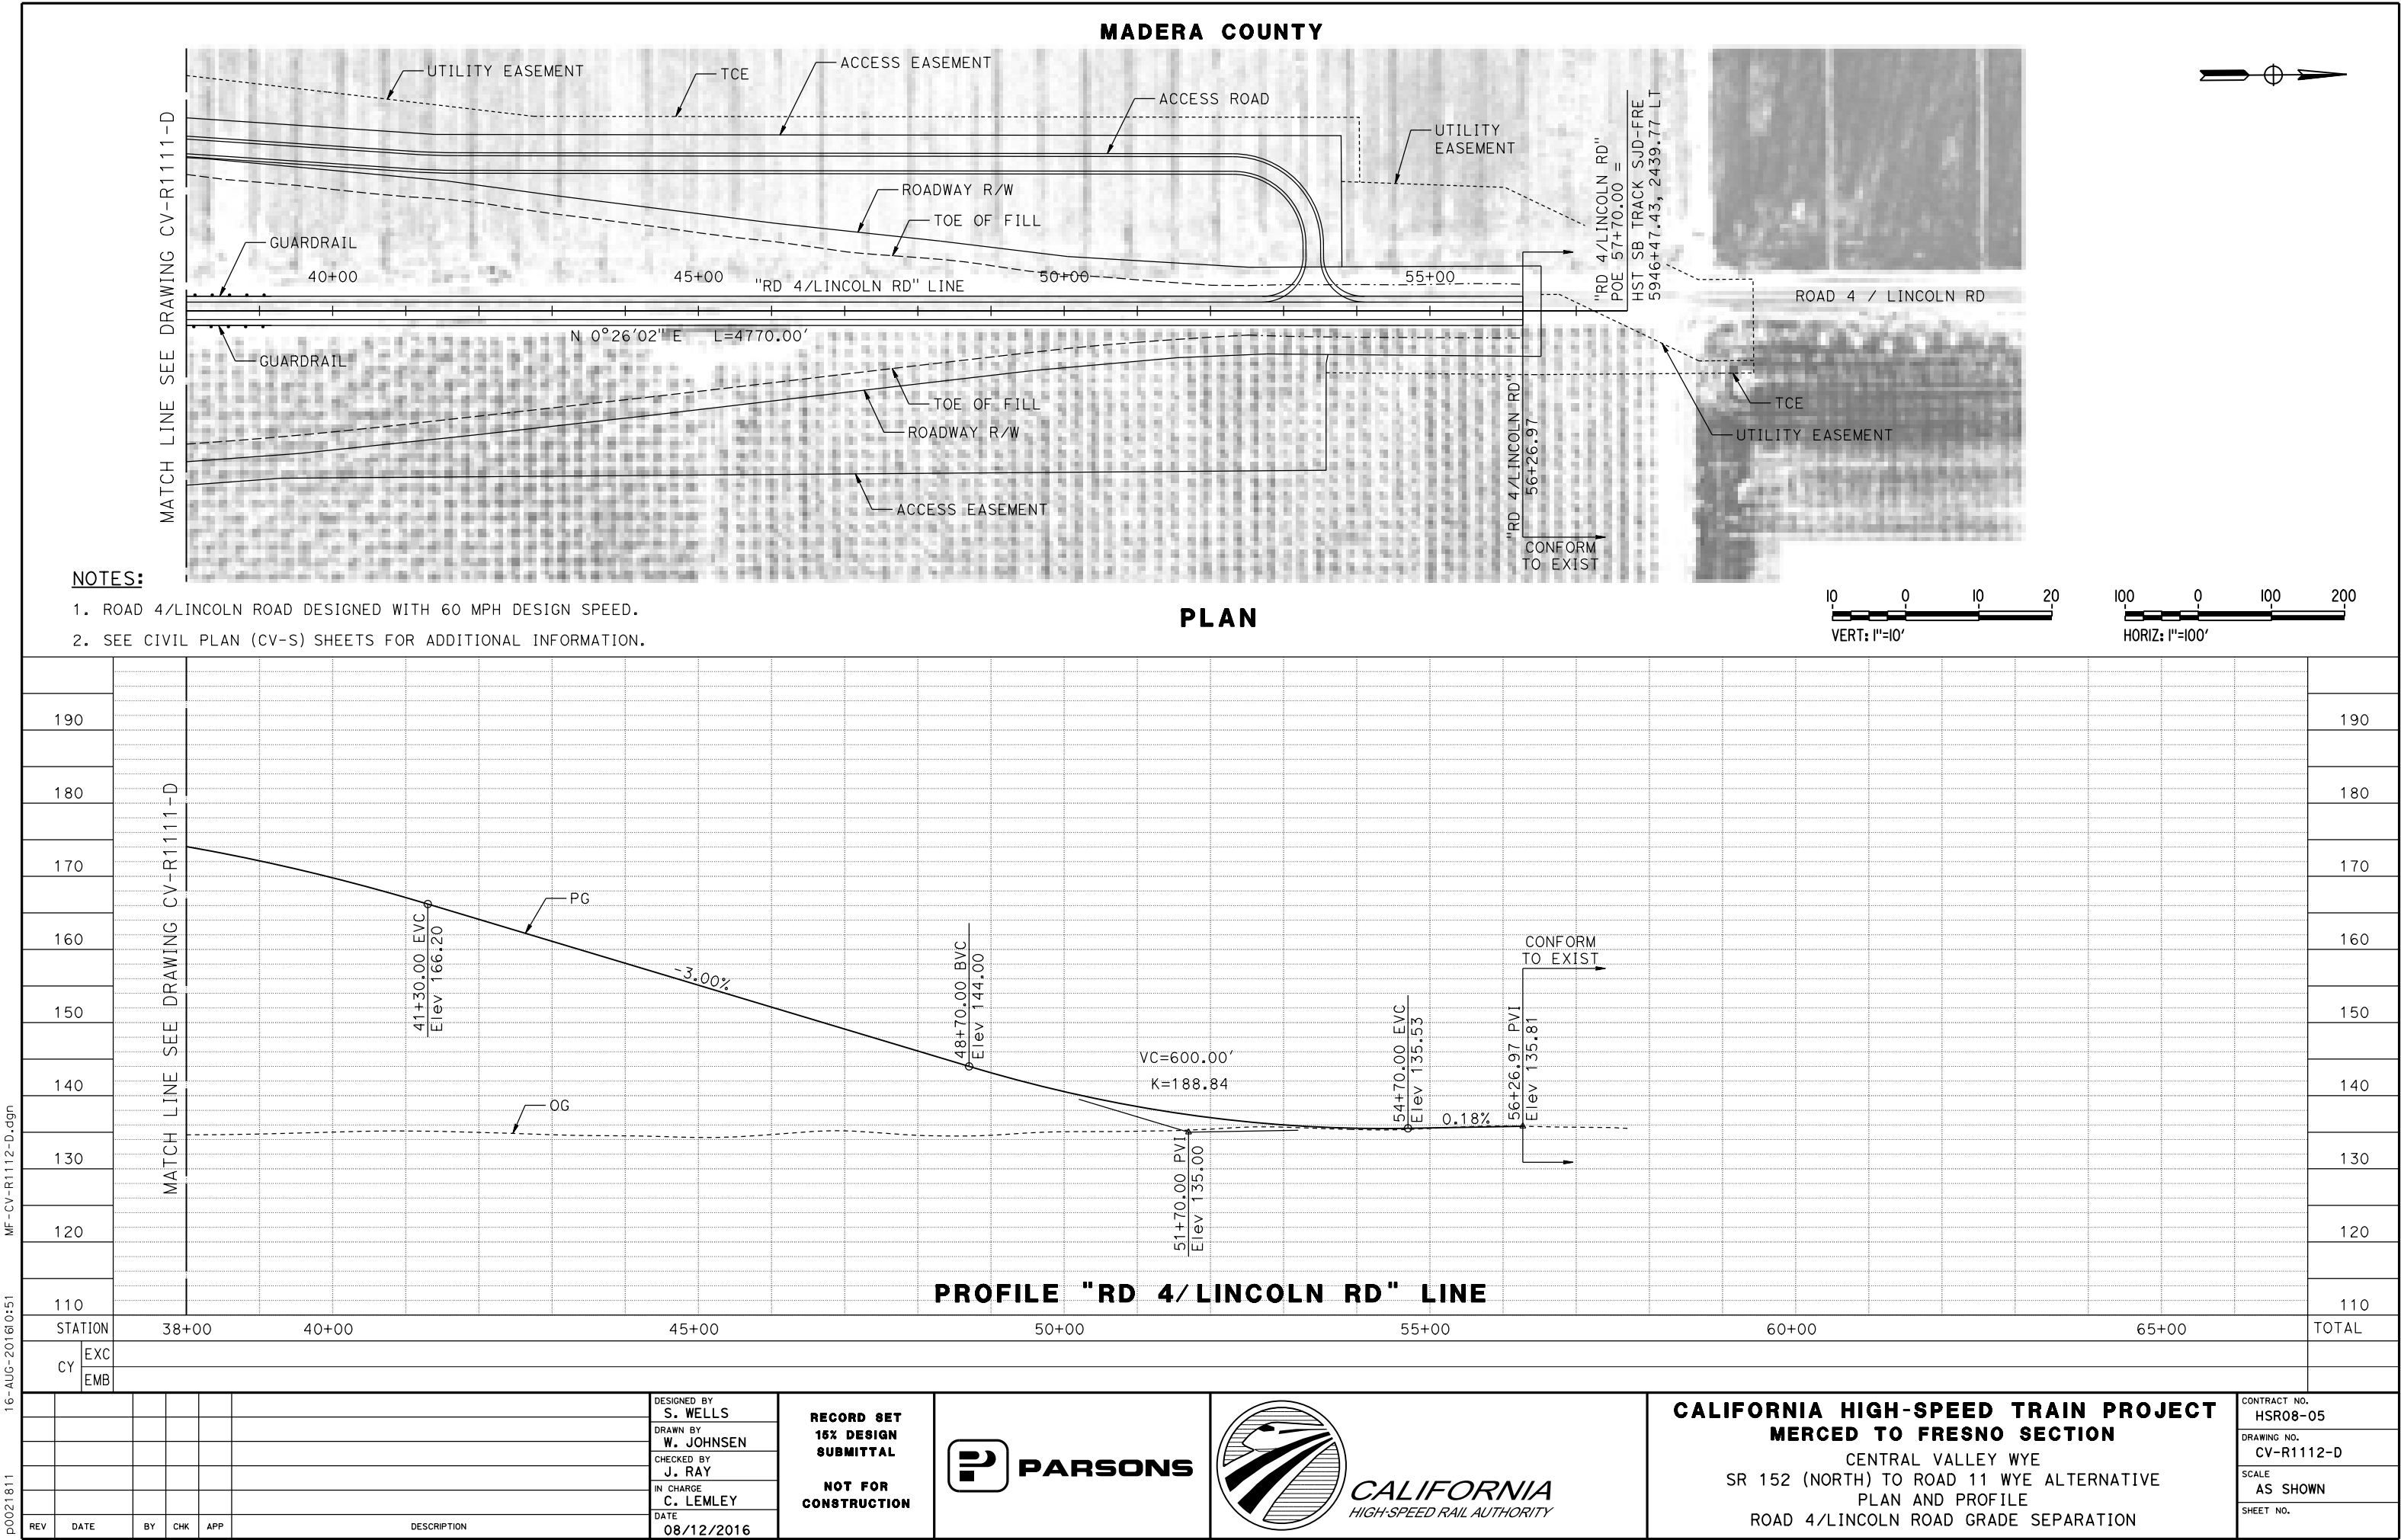 MADERA COUNTY
UTILITY EASEMENT
TCE
ACCESS EASEMENT
ACCESS ROAD
UTILITY
EASEMENT
ROADWAY R/W
TOE OF FILL
GUARDRAIL
40+00
45+00
50+00
55+00
"RD 4/LINCOLN RD" LINE
N 0°26'02" E L=4770.00'
GUARDRAIL
MATCH LINE SEE DRAWING CV-R1111-D
"RD 4/LINCOLN RD"
POE 57+70.00 =
HST SB TRACK SJD-FRE
5946+47.43, 2439.77 LT
ROAD 4 / LINCOLN RD
TOE OF FILL
ROADWAY R/W
ACCESS EASEMENT
TCE
UTILITY EASEMENT
"RD 4/LINCOLN RD"
56+26.97
CONFORM
TO EXIST
NOTES:
1. ROAD 4/LINCOLN ROAD DESIGNED WITH 60 MPH DESIGN SPEED.
2. SEE CIVIL PLAN (CV-S) SHEETS FOR ADDITIONAL INFORMATION.
PLAN
10 0 10 20
VERT: 1"=10'
100 0 100 200
HORIZ: 1"=100'
190 190
180 180
170 170
160 160
150 150
140 140
130 130
120 120
110 110
MATCH LINE SEE DRAWING CV-R1111-D
PG
41+30.00 EVC
Elev 166.20
-3.00%
48+70.00 BVC
Elev 144.00
VC=600.00'
K=188.84
OG
51+70.00 PVI
Elev 135.00
54+70.00 EVC
Elev 135.53
0.18%
56+26.97 PVI
Elev 135.81
CONFORM
TO EXIST
PROFILE "RD 4/LINCOLN RD" LINE
STATION 38+00 40+00 45+00 50+00 55+00 60+00 65+00 TOTAL
CY
EXC
EMB
REV DATE BY CHK APP DESCRIPTION
DESIGNED BY
S. WELLS
DRAWN BY
W. JOHNSEN
CHECKED BY
J. RAY
IN CHARGE
C. LEMLEY
DATE
08/12/2016
RECORD SET
15% DESIGN
SUBMITTAL
NOT FOR
CONSTRUCTION
PARSONS
CALIFORNIA
HIGH-SPEED RAIL AUTHORITY
CALIFORNIA HIGH-SPEED TRAIN PROJECT
MERCED TO FRESNO SECTION
CENTRAL VALLEY WYE
SR 152 (NORTH) TO ROAD 11 WYE ALTERNATIVE
PLAN AND PROFILE
ROAD 4/LINCOLN ROAD GRADE SEPARATION
CONTRACT NO.
HSR08-05
DRAWING NO.
CV-R1112-D
SCALE
AS SHOWN
SHEET NO.
p0021811 16-AUG-2016 10:51 MF-CV-R1112-D.dgn